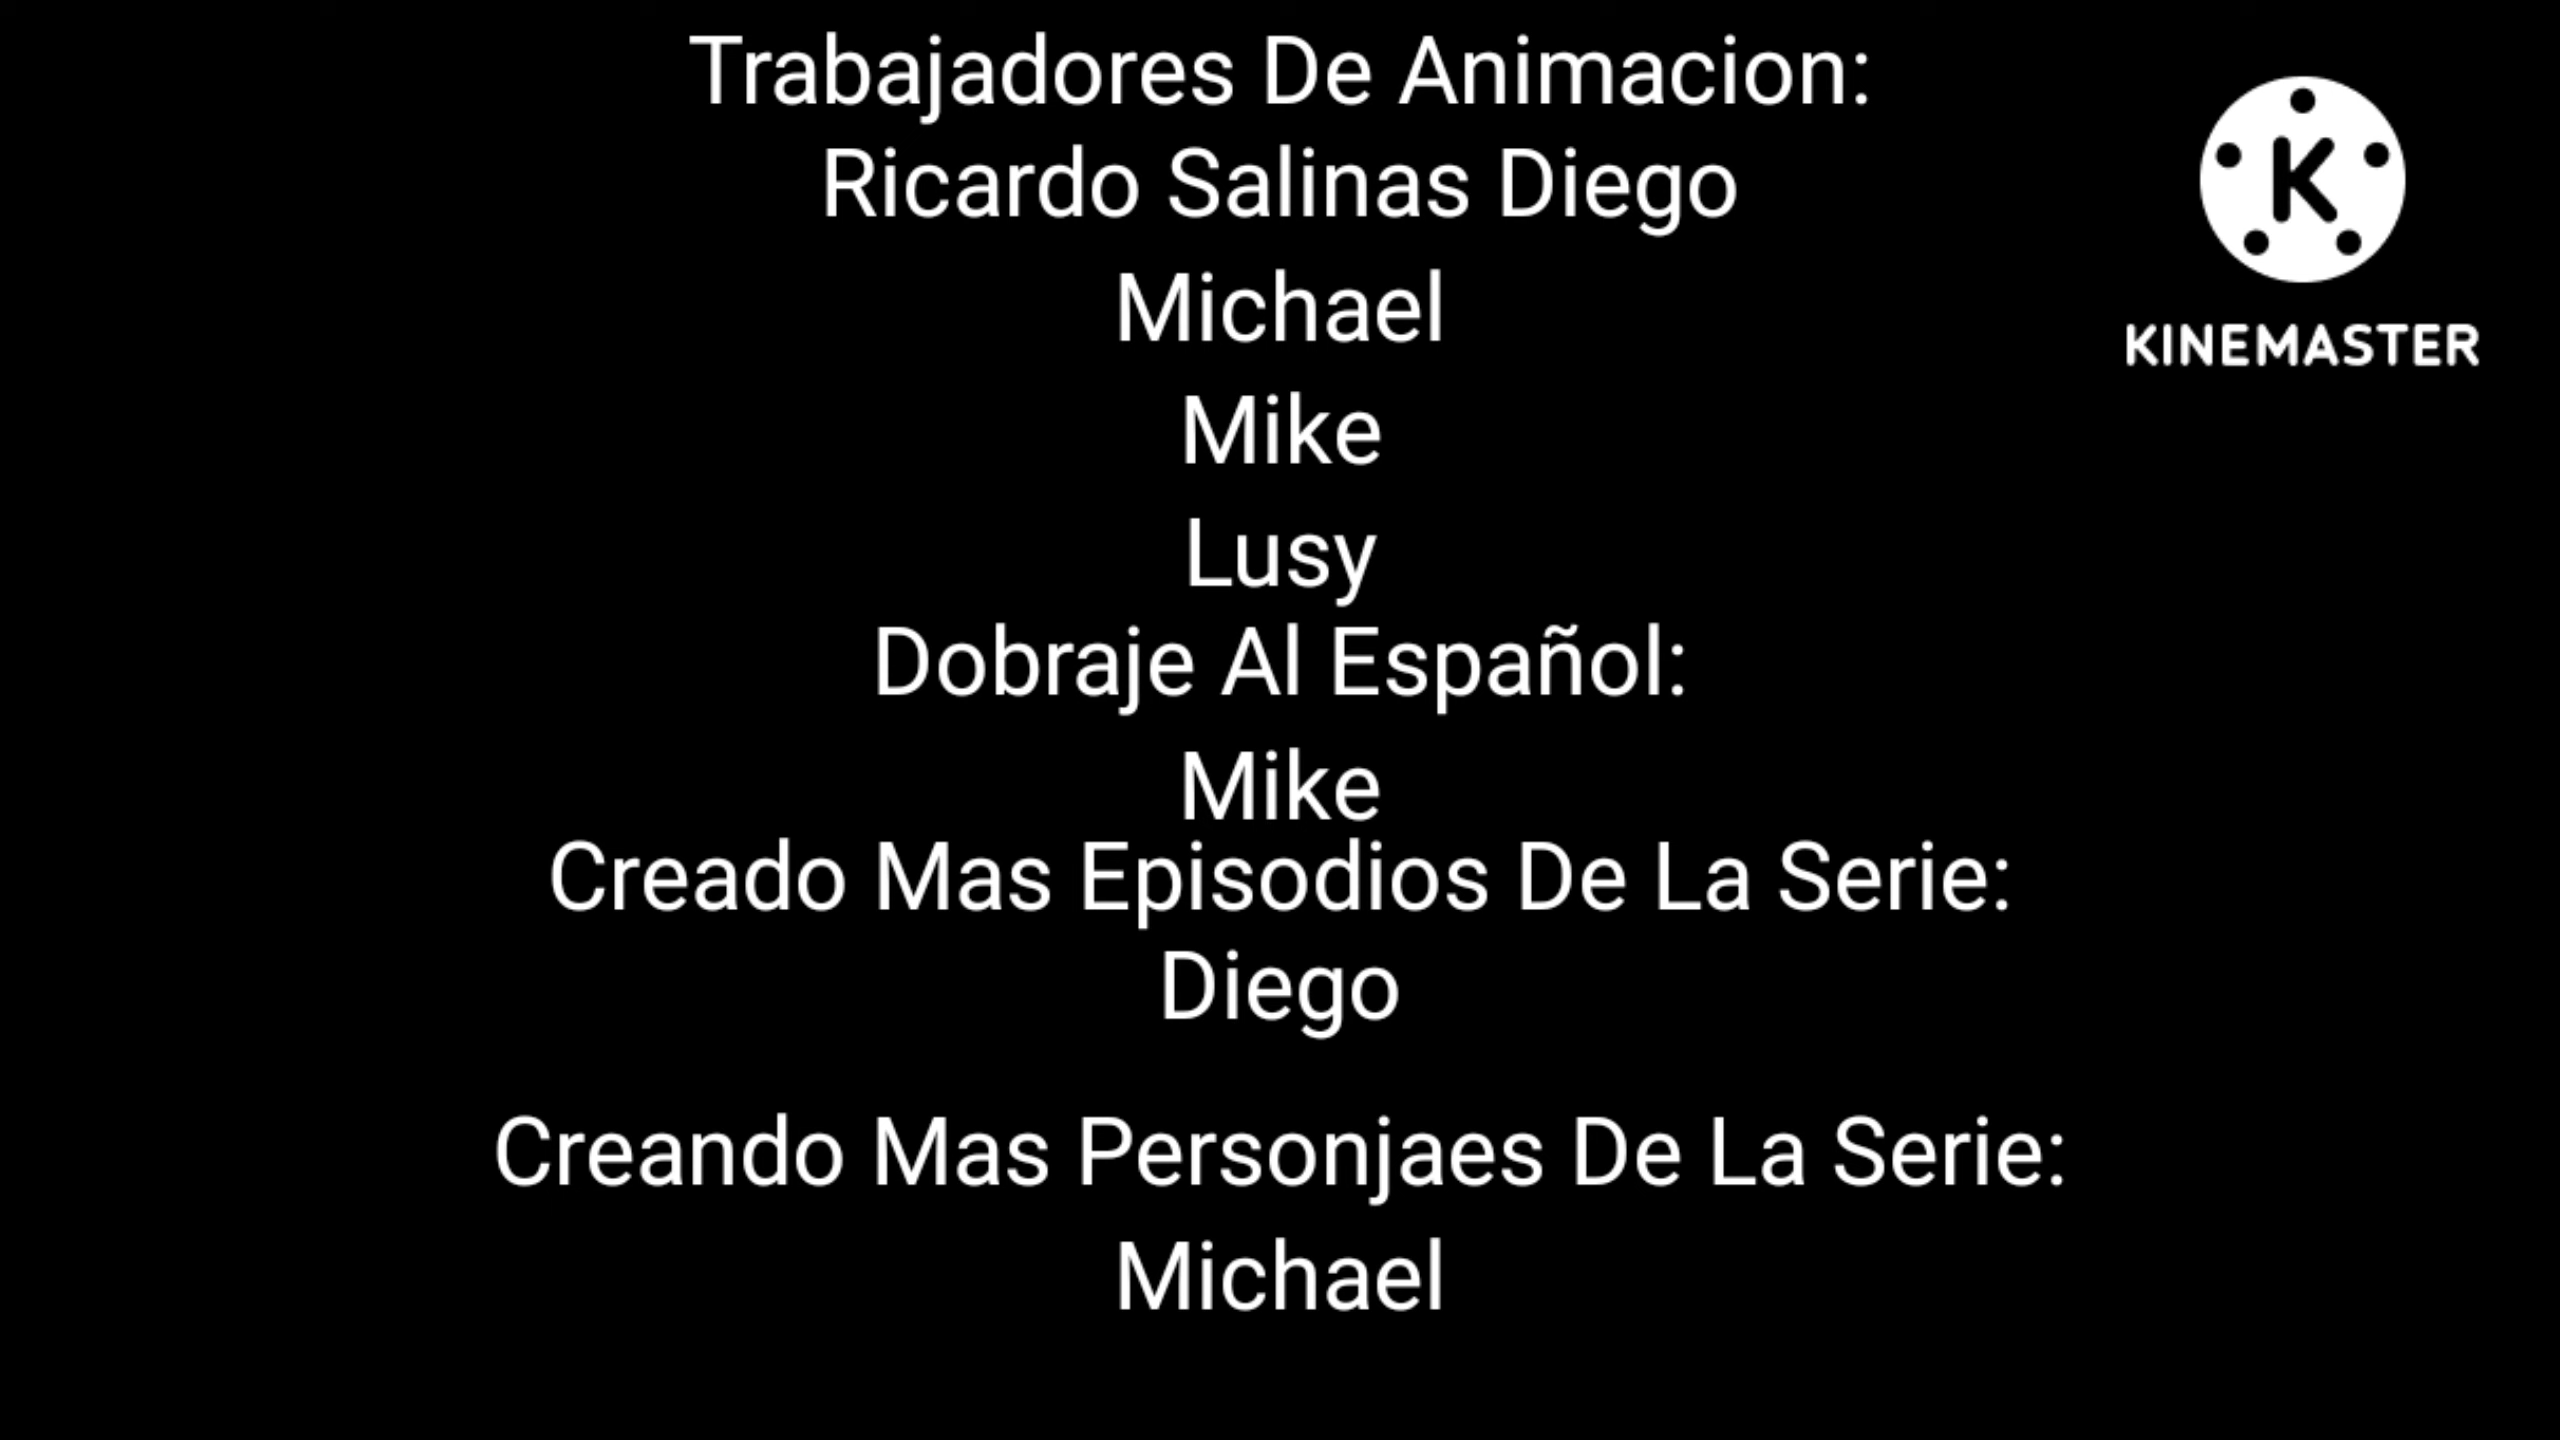 Trabajadores De Animacion:
Ricardo Salinas Diego
Michael
Mike
Lusy
Dobraje Al Español:
Mike
Creado Mas Episodios De La Serie:
Diego
Creando Mas Personjaes De La Serie:
Michael
K
KINEMASTER